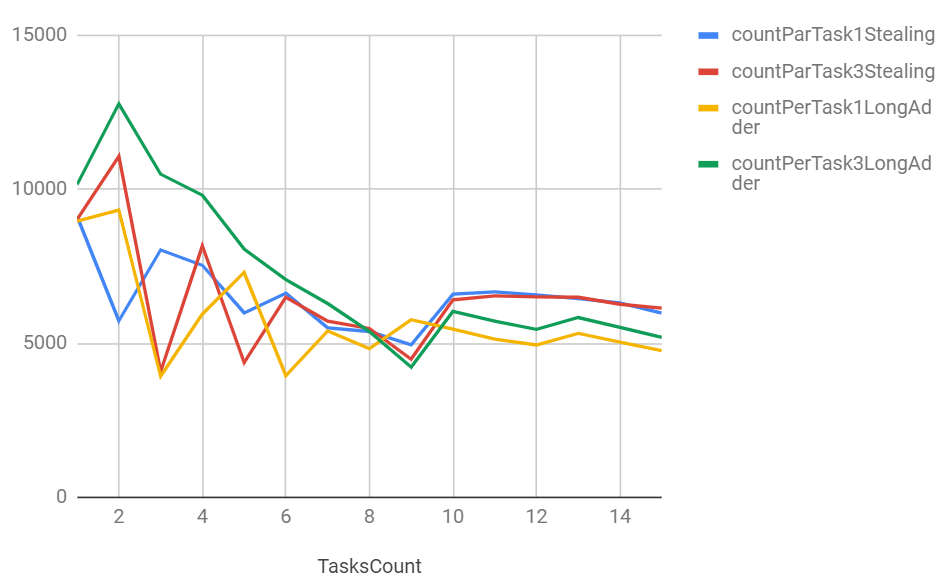 15000
10000
5000
0
2 4 6 8 10 12 14
TasksCount
countParTask1Stealing
countParTask3Stealing
countPerTask1LongAd
der
countPerTask3LongAd
der